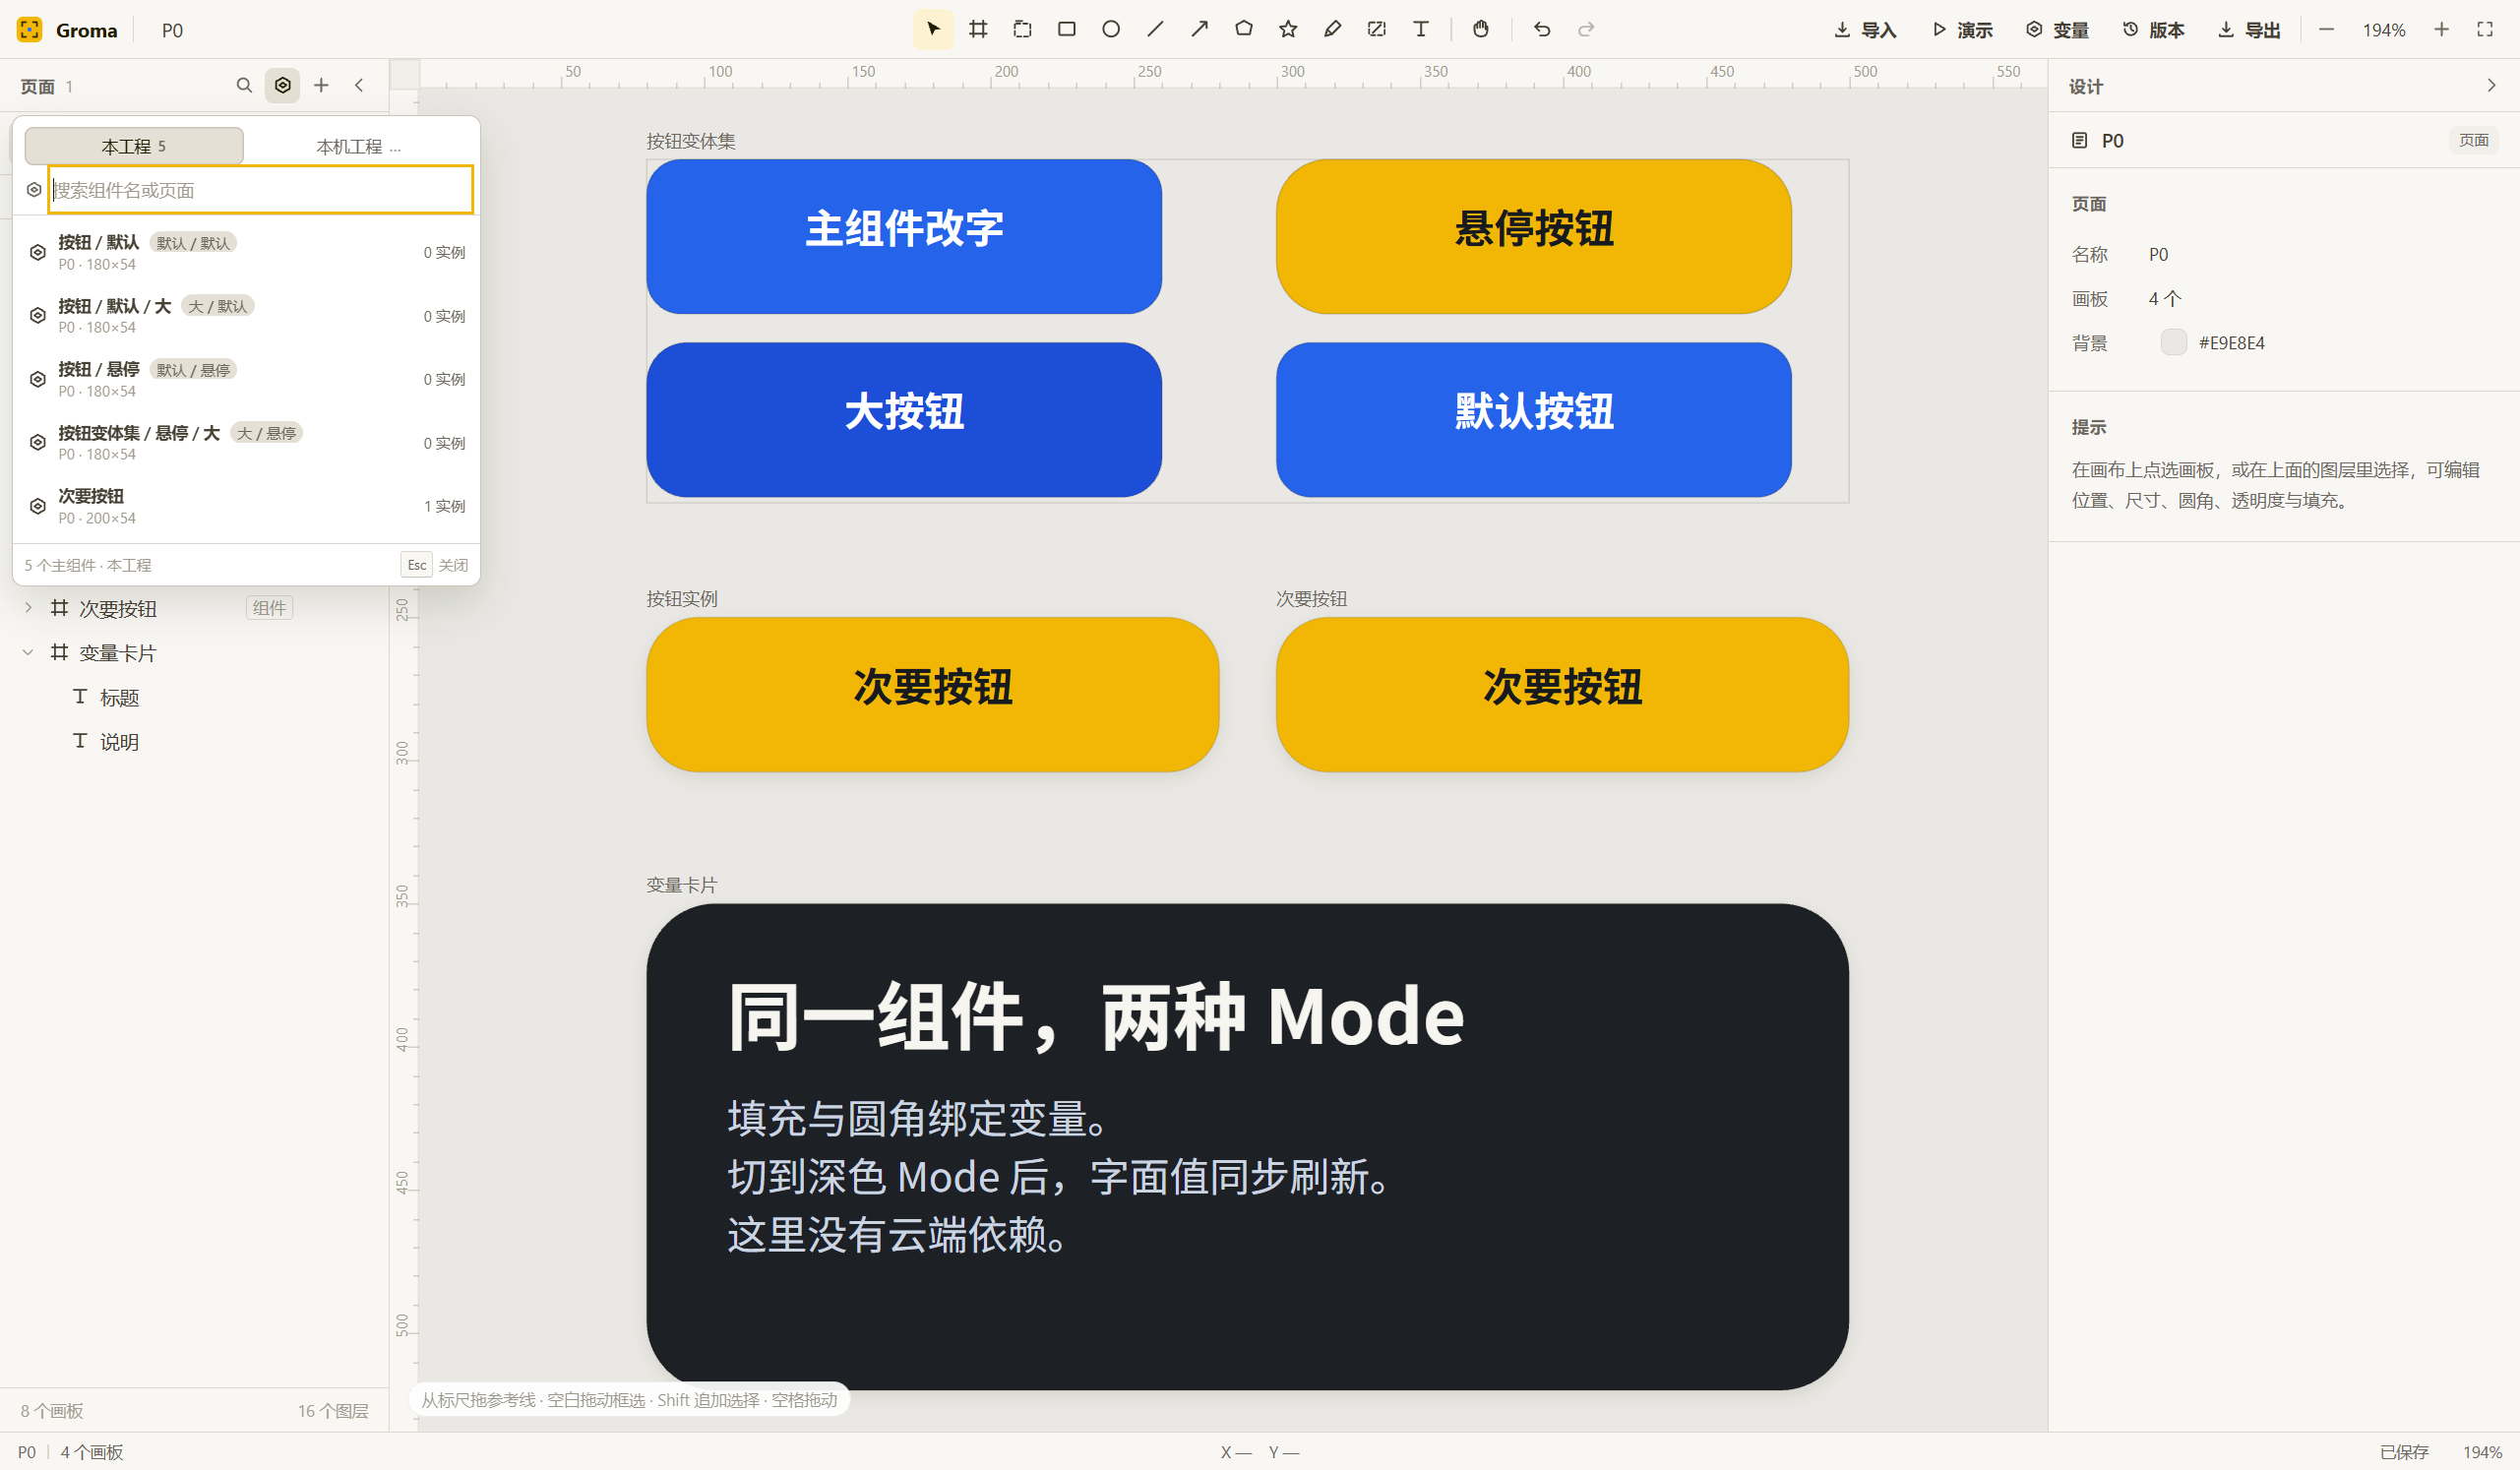 Groma
P0
导入
演示
变量
版本
导出
194%
页面 1
本工程 5
本机工程 ...
搜索组件名或页面
按钮 / 默认 默认 / 默认
P0 · 180×54
0 实例
按钮 / 默认 / 大 大 / 默认
P0 · 180×54
0 实例
按钮 / 悬停 默认 / 悬停
P0 · 180×54
0 实例
按钮变体集 / 悬停 / 大 大 / 悬停
P0 · 180×54
0 实例
次要按钮
P0 · 200×54
1 实例
5 个主组件 · 本工程
Esc 关闭
次要按钮 组件
变量卡片
标题
说明
8 个画板
16 个图层
50 100 150 200 250 300 350 400 450 500 550
250
300
350
400
450
500
按钮变体集
主组件改字
悬停按钮
大按钮
默认按钮
按钮实例
次要按钮
次要按钮
次要按钮
变量卡片
同一组件，两种 Mode
填充与圆角绑定变量。
切到深色 Mode 后，字面值同步刷新。
这里没有云端依赖。
从标尺拖参考线 · 空白拖动框选 · Shift 追加选择 · 空格拖动
设计
P0
页面
页面
名称 P0
画板 4 个
背景 #E9E8E4
提示
在画布上点选画板，或在上面的图层里选择，可编辑
位置、尺寸、圆角、透明度与填充。
P0
4 个画板
X — Y —
已保存
194%